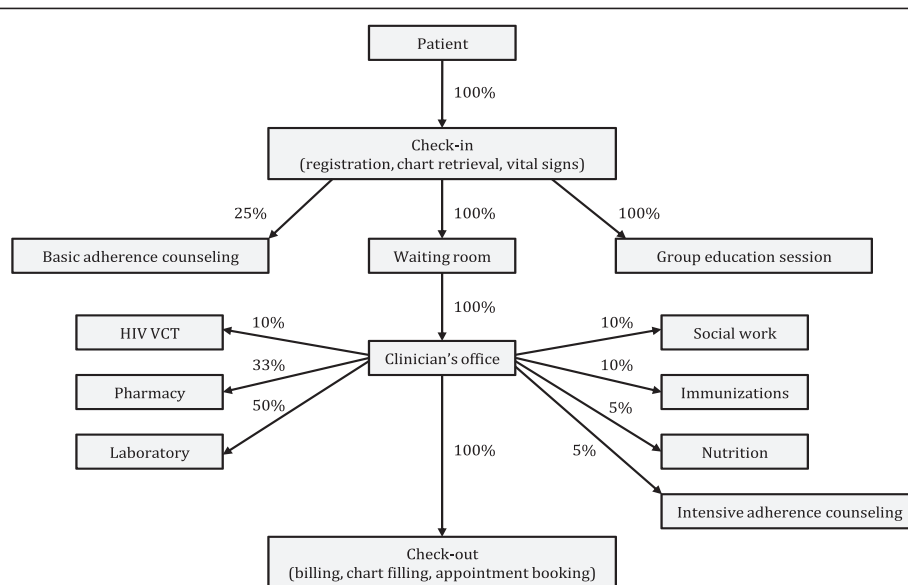 Patient
100%
Check-in
(registration, chart retrieval, vital signs)
25%
100%
100%
Basic adherence counseling
Waiting room
Group education session
100%
HIV VCT
10%
Clinician's office
10%
Social work
Pharmacy
33%
10%
Immunizations
Laboratory
50%
100%
5%
Nutrition
5%
Intensive adherence counseling
Check-out
(billing, chart filling, appointment booking)